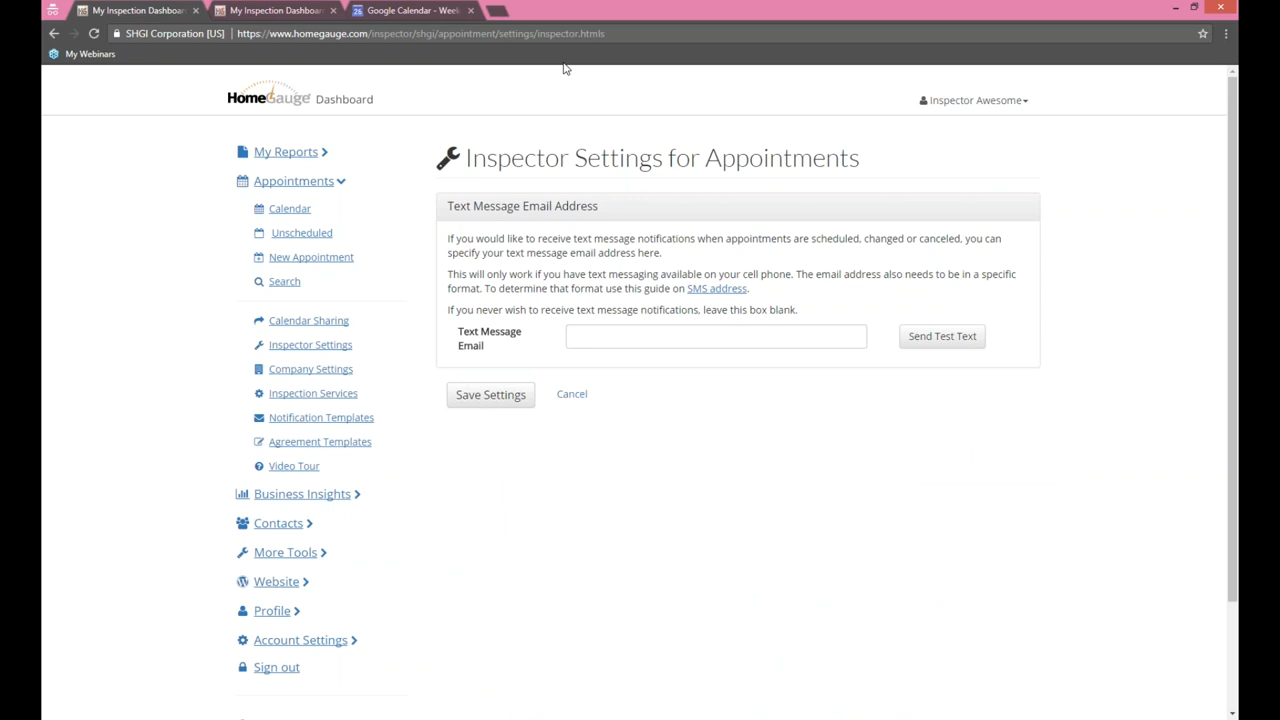 My Inspection Dashboar
My Inspection Dashboar
26 Google Calendar - Week
SHGI Corporation [US] https://www.homegauge.com/inspector/shgi/appointment/settings/inspector.htmls
My Webinars
HomeGauge Dashboard
Inspector Awesome
My Reports
Appointments
Calendar
Unscheduled
New Appointment
Search
Calendar Sharing
Inspector Settings
Company Settings
Inspection Services
Notification Templates
Agreement Templates
Video Tour
Business Insights
Contacts
More Tools
Website
Profile
Account Settings
Sign out
Inspector Settings for Appointments
Text Message Email Address
If you would like to receive text message notifications when appointments are scheduled, changed or canceled, you can
specify your text message email address here.
This will only work if you have text messaging available on your cell phone. The email address also needs to be in a specific
format. To determine that format use this guide on SMS address.
If you never wish to receive text message notifications, leave this box blank.
Text Message
Email
Send Test Text
Save Settings
Cancel